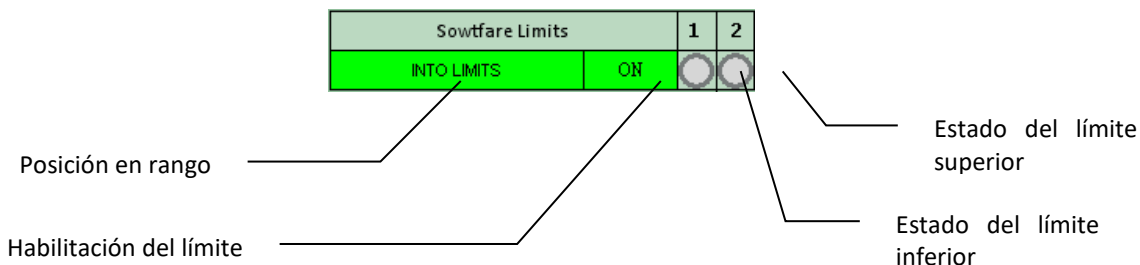 Sowtfare Limits 1 2
INTO LIMITS ON
Estado del límite
superior
Posición en rango
Estado del límite
inferior
Habilitación del límite